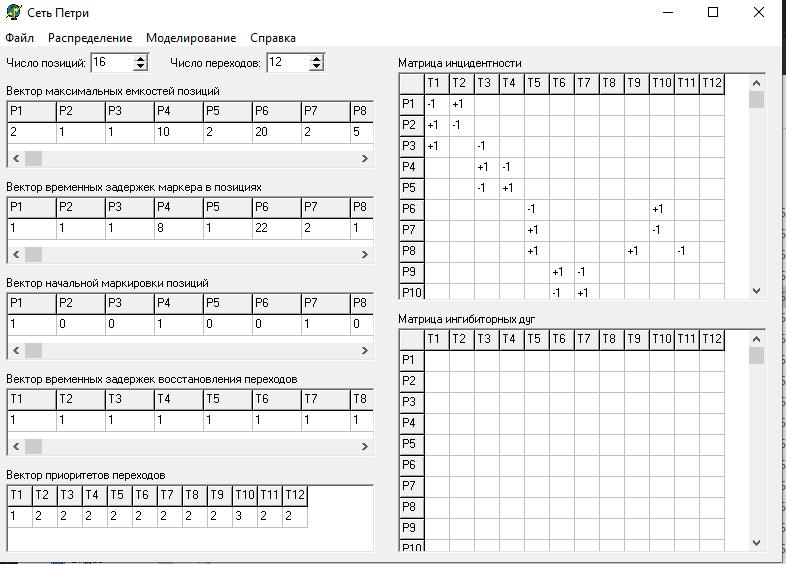 Сеть Петри
Файл Распределение Моделирование Справка
Число позиций: 16 Число переходов: 12
Вектор максимальных емкостей позиций
P1 P2 P3 P4 P5 P6 P7 P8
2 1 1 10 2 20 2 5
Вектор временных задержек маркера в позициях
P1 P2 P3 P4 P5 P6 P7 P8
1 1 1 8 1 22 2 1
Вектор начальной маркировки позиций
P1 P2 P3 P4 P5 P6 P7 P8
1 0 0 1 0 0 1 0
Вектор временных задержек восстановления переходов
T1 T2 T3 T4 T5 T6 T7 T8
1 1 1 1 1 1 1 1
Вектор приоритетов переходов
T1 T2 T3 T4 T5 T6 T7 T8 T9 T10 T11 T12
1 2 2 2 2 2 2 2 2 3 2 2
Матрица инцидентности
T1 T2 T3 T4 T5 T6 T7 T8 T9 T10 T11 T12
P1 -1 +1
P2 +1 -1
P3 +1 -1
P4 +1 -1
P5 -1 +1
P6 -1 +1
P7 +1 -1
P8 +1 +1 -1
P9 +1 -1
P10 -1 +1
Матрица ингибиторных дуг
T1 T2 T3 T4 T5 T6 T7 T8 T9 T10 T11 T12
P1
P2
P3
P4
P5
P6
P7
P8
P9
P10